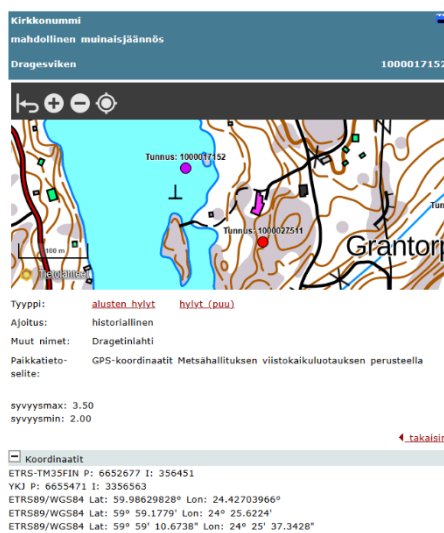 Kirkkonummi
mahdollinen muinaisjäännös
Dragesviken 1000017152
Tunnus: 1000017152
Tunnus: 1000027511
Grantorp
100 m
Tietolähteet
Tyyppi: alusten hylyt hylyt (puu)
Ajoitus: historiallinen
Muut nimet: Dragetinlahti
Paikkatieto- GPS-koordinaatit Metsähallituksen viistokaikuluotauksen perusteella
selite:
syvyysmax: 3.50
syvyysmin: 2.00
takaisin
Koordinaatit
ETRS-TM35FIN P: 6652677 I: 356451
YKJ P: 6655471 I: 3356563
ETRS89/WGS84 Lat: 59.98629828° Lon: 24.42703966°
ETRS89/WGS84 Lat: 59° 59.1779' Lon: 24° 25.6224'
ETRS89/WGS84 Lat: 59° 59' 10.6738" Lon: 24° 25' 37.3428"